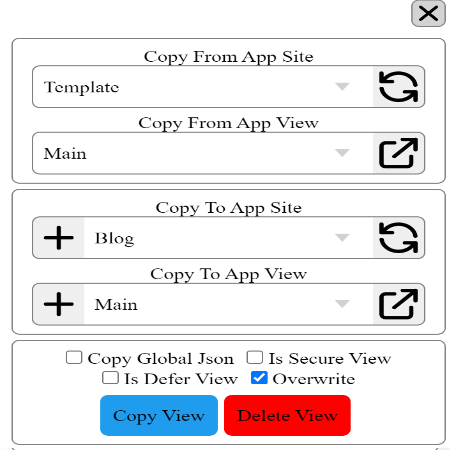 Copy From App Site
Template
Copy From App View
Main
Copy To App Site
Blog
Copy To App View
Main
Copy Global Json Is Secure View
Is Defer View Overwrite
Copy View Delete View